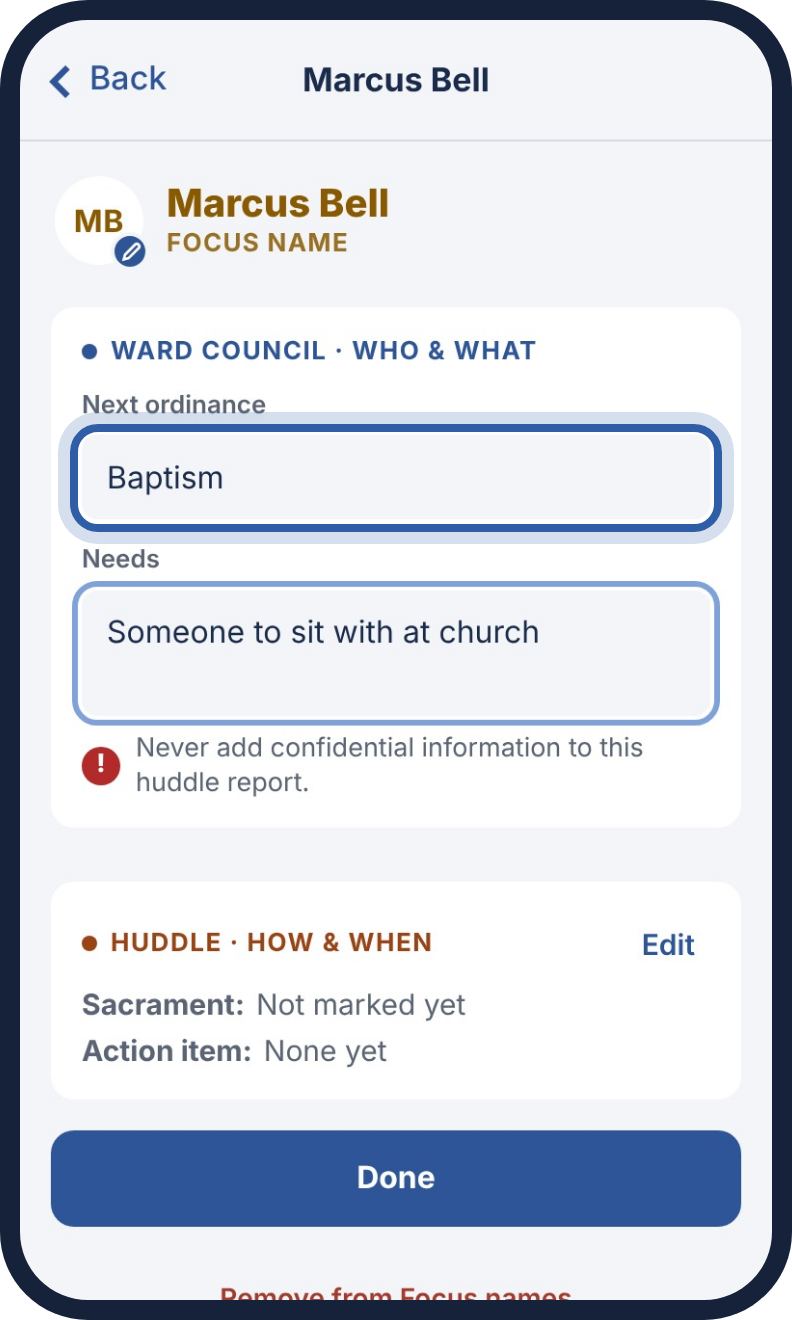 Back
Marcus Bell
MB
Marcus Bell
FOCUS NAME
WARD COUNCIL · WHO & WHAT
Next ordinance
Baptism
Needs
Someone to sit with at church
! Never add confidential information to this
huddle report.
HUDDLE · HOW & WHEN
Edit
Sacrament: Not marked yet
Action item: None yet
Done
Remove from Focus names